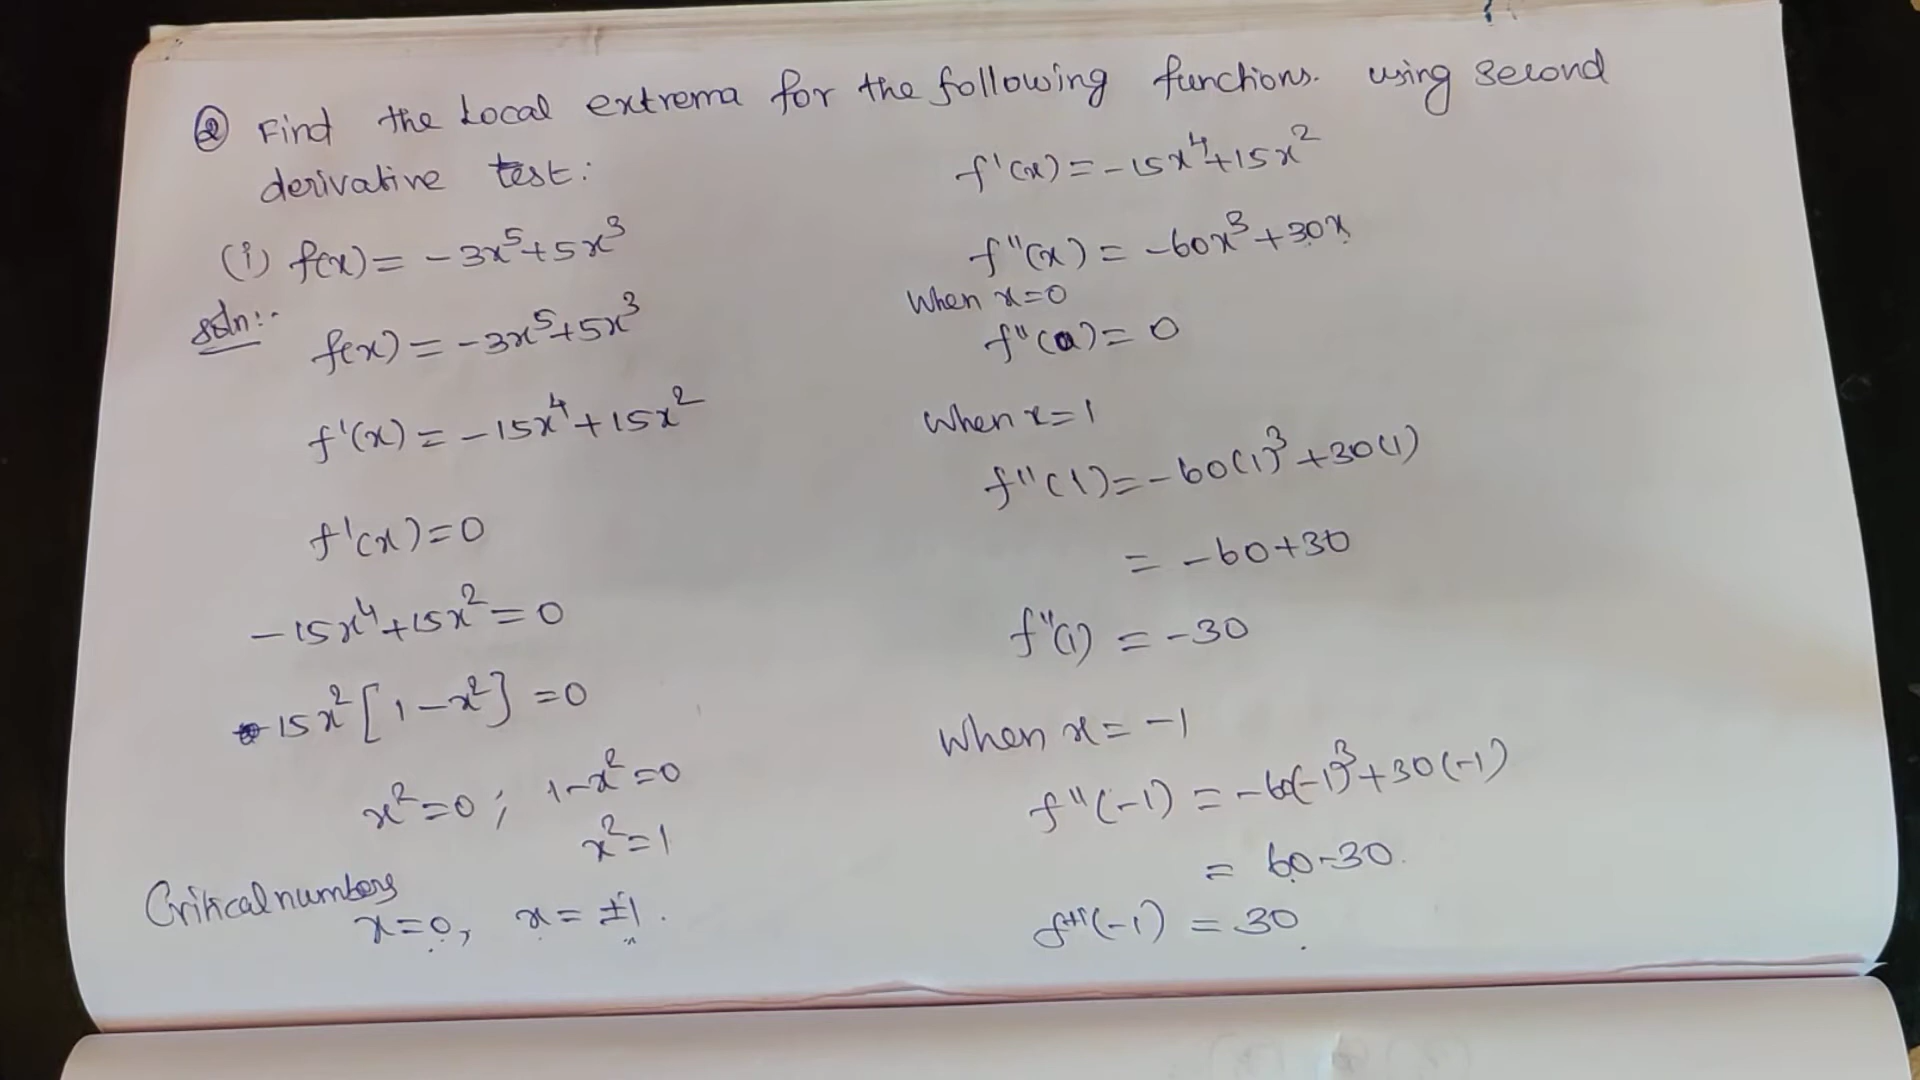 ② Find the Local extrema for the following functions. using second
derivative test:
(i) f(x) = -3x⁵+5x³
Soln:-
f(x) = -3x⁵+5x³
f'(x) = -15x⁴+15x²
f'(x)=0
-15x⁴+15x²=0
15x²[1-x²]=0
x²=0; 1-x²=0
x²=1
Critical numbers
x=0, x=±1.
f'(x)=-15x⁴+15x²
f''(x)=-60x³+30x
When x=0
f''(0)=0
When x=1
f''(1)=-60(1)³+30(1)
= -60+30
f''(1) = -30
When x=-1
f''(-1) = -60(-1)³+30(-1)
= 60-30
f''(-1) = 30